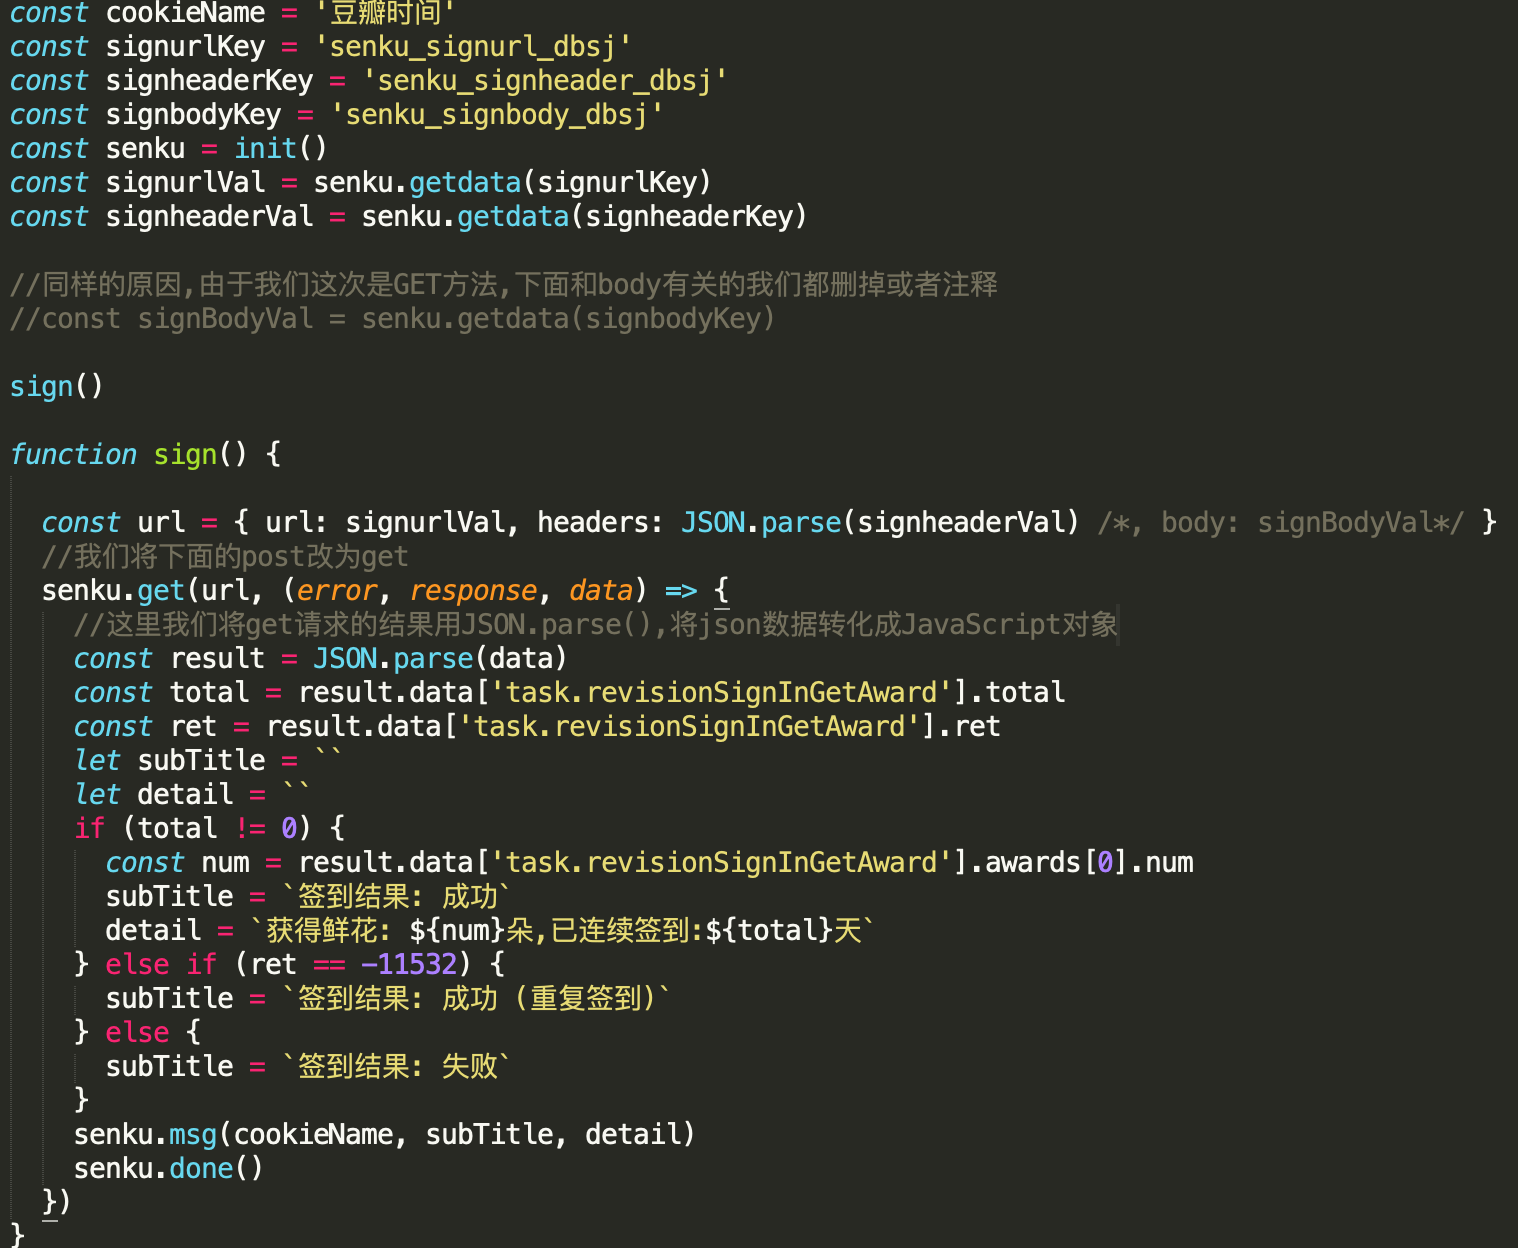 const cookieName = '豆瓣时间'
const signurlKey = 'senku_signurl_dbsj'
const signheaderKey = 'senku_signheader_dbsj'
const signbodyKey = 'senku_signbody_dbsj'
const senku = init()
const signurlVal = senku.getdata(signurlKey)
const signheaderVal = senku.getdata(signheaderKey)
//同样的原因,由于我们这次是GET方法,下面和body有关的我们都删掉或者注释
//const signBodyVal = senku.getdata(signbodyKey)
sign()
function sign() {
const url = { url: signurlVal, headers: JSON.parse(signheaderVal) /*, body: signBodyVal*/ }
//我们将下面的post改为get
senku.get(url, (error, response, data) => {
//这里我们将get请求的结果用JSON.parse(),将json数据转化成JavaScript对象
const result = JSON.parse(data)
const total = result.data['task.revisionSignInGetAward'].total
const ret = result.data['task.revisionSignInGetAward'].ret
let subTitle = ``
let detail = ``
if (total != 0) {
const num = result.data['task.revisionSignInGetAward'].awards[0].num
subTitle = `签到结果: 成功`
detail = `获得鲜花: ${num}朵,已连续签到:${total}天`
} else if (ret == -11532) {
subTitle = `签到结果: 成功 (重复签到)`
} else {
subTitle = `签到结果: 失败`
}
senku.msg(cookieName, subTitle, detail)
senku.done()
})
}